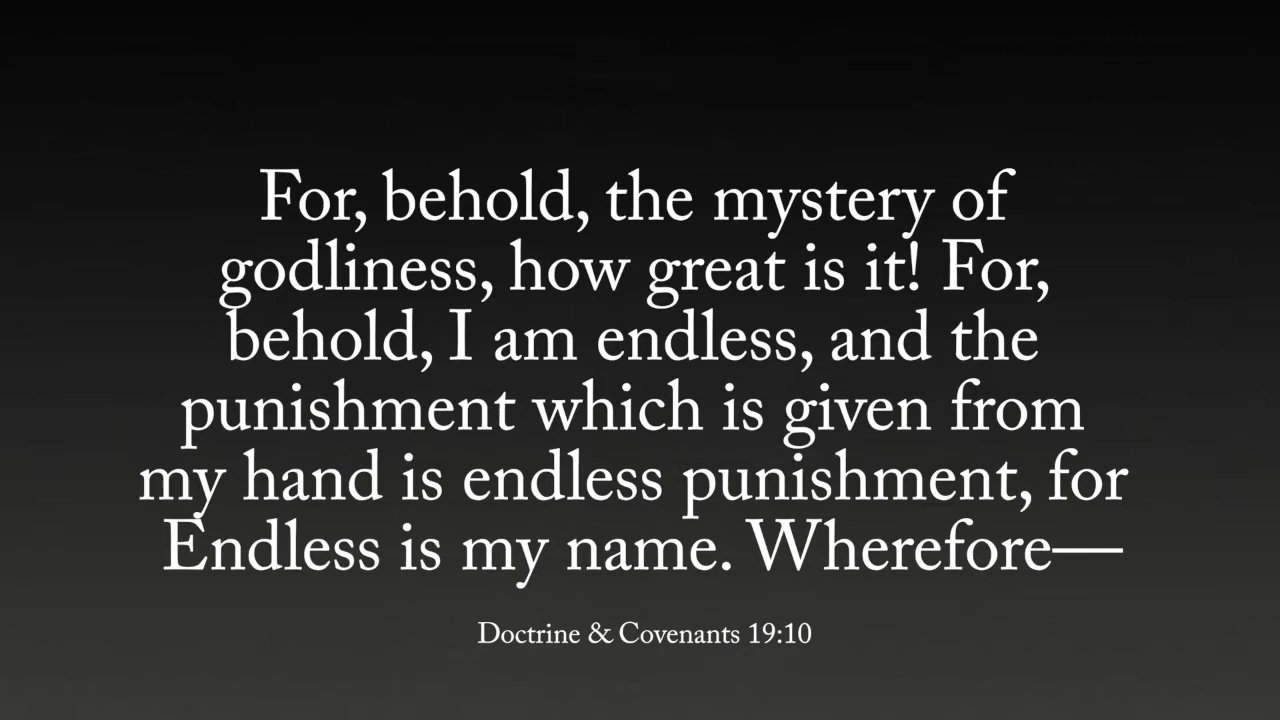 For, behold, the mystery of
godliness, how great is it! For,
behold, I am endless, and the
punishment which is given from
my hand is endless punishment, for
Endless is my name. Wherefore—
Doctrine & Covenants 19:10